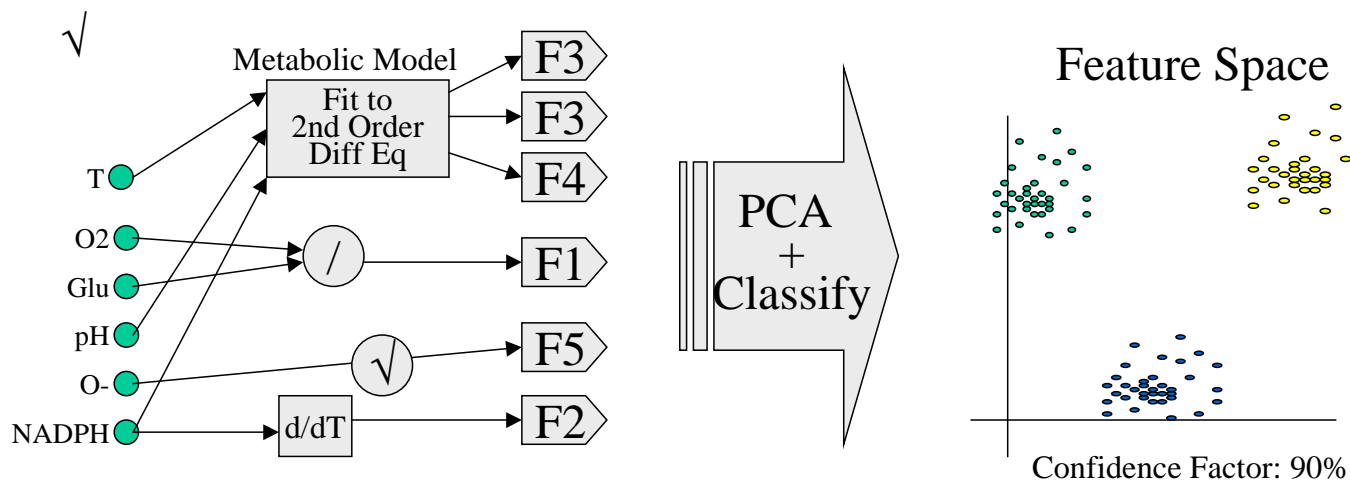 √
Metabolic Model
Fit to
2nd Order
Diff Eq
T
O2
Glu
pH
O-
NADPH
/
√
d/dT
F3
F3
F4
F1
F5
F2
PCA
+
Classify
Feature Space
Confidence Factor: 90%